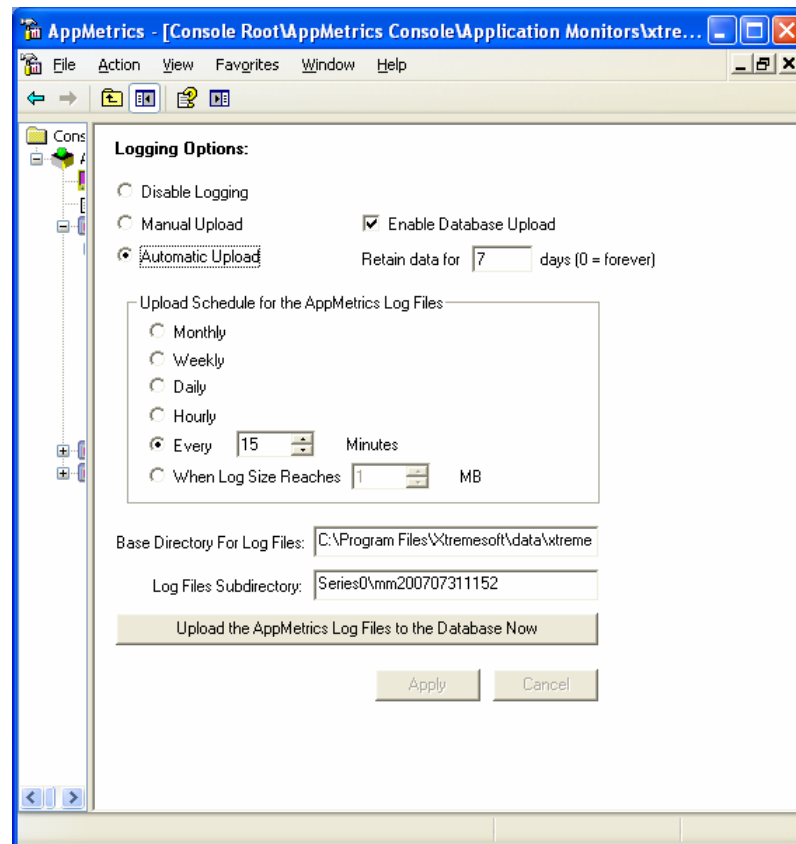 AppMetrics - [Console Root\AppMetrics Console\Application Monitors\xtre...
File Action View Favorites Window Help
Cons
Logging Options:
Disable Logging
Manual Upload
Enable Database Upload
Automatic Upload
Retain data for 7 days (0 = forever)
Upload Schedule for the AppMetrics Log Files
Monthly
Weekly
Daily
Hourly
Every 15 Minutes
When Log Size Reaches 1 MB
Base Directory For Log Files: C:\Program Files\Xtremesoft\data\xtreme
Log Files Subdirectory: Series0\mm200707311152
Upload the AppMetrics Log Files to the Database Now
Apply Cancel